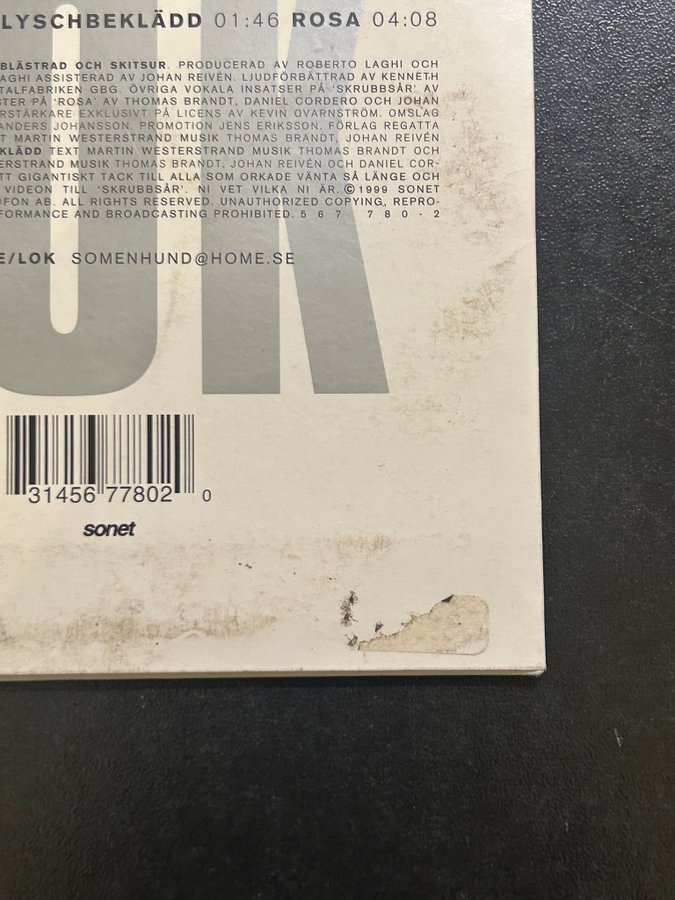 LYSCHBEKLÄDD 01:46 ROSA 04:08
BLÄSTRAD OCH SKITSUR. PRODUCERAD AV ROBERTO LAGHI OCH
AGHI ASSISTERAD AV JOHAN REIVÉN. LJUDFÖRBÄTTRAD AV KENNETH
TALFABRIKEN GBG. ÖVRIGA VOKALA INSATSER PÅ 'SKRUBBSÅR' AV
STER PÅ 'ROSA' AV THOMAS BRANDT, DANIEL CORDERO OCH JOHAN
RSTÄRKARE EXKLUSIVT PÅ LICENS AV KEVIN QVARNSTRÖM. OMSLAG
ANDERS JOHANSSON. PROMOTION JENS ERIKSSON. FÖRLAG REGATTA
T MARTIN WESTERSTRAND MUSIK THOMAS BRANDT, JOHAN REIVÉN
KLÄDD TEXT MARTIN WESTERSTRAND MUSIK THOMAS BRANDT OCH
ERSTRAND MUSIK THOMAS BRANDT, JOHAN REIVÉN OCH DANIEL COR-
TT GIGANTISKT TACK TILL ALLA SOM ORKADE VÄNTA SÅ LÄNGE OCH
VIDEON TILL 'SKRUBBSÅR'. NI VET VILKA NI ÄR. ©1999 SONET
OFON AB. ALL RIGHTS RESERVED. UNAUTHORIZED COPYING, REPRO-
FORMANCE AND BROADCASTING PROHIBITED. 567 780-2
E/LOK SOMENHUND@HOME.SE
OK
31456 77802 0
sonet